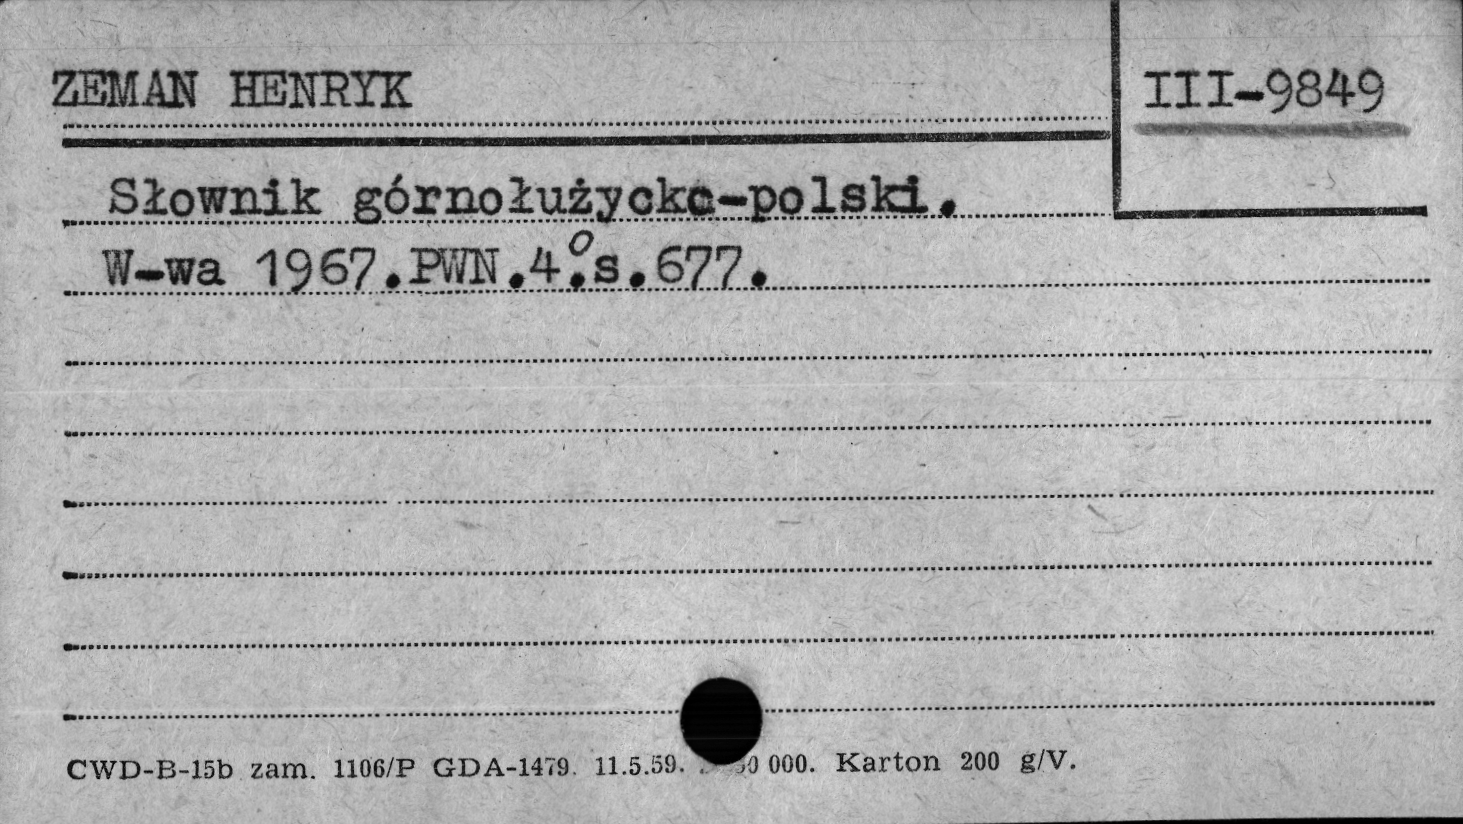 ZEMAN HENRYK
III-9849
Słownik górnołużycko-polski.
W-wa 1967.PWN.4º.s.677.
CWD-B-15b zam. 1106/P GDA-1479. 11.5.59. 000. Karton 200 g/V.